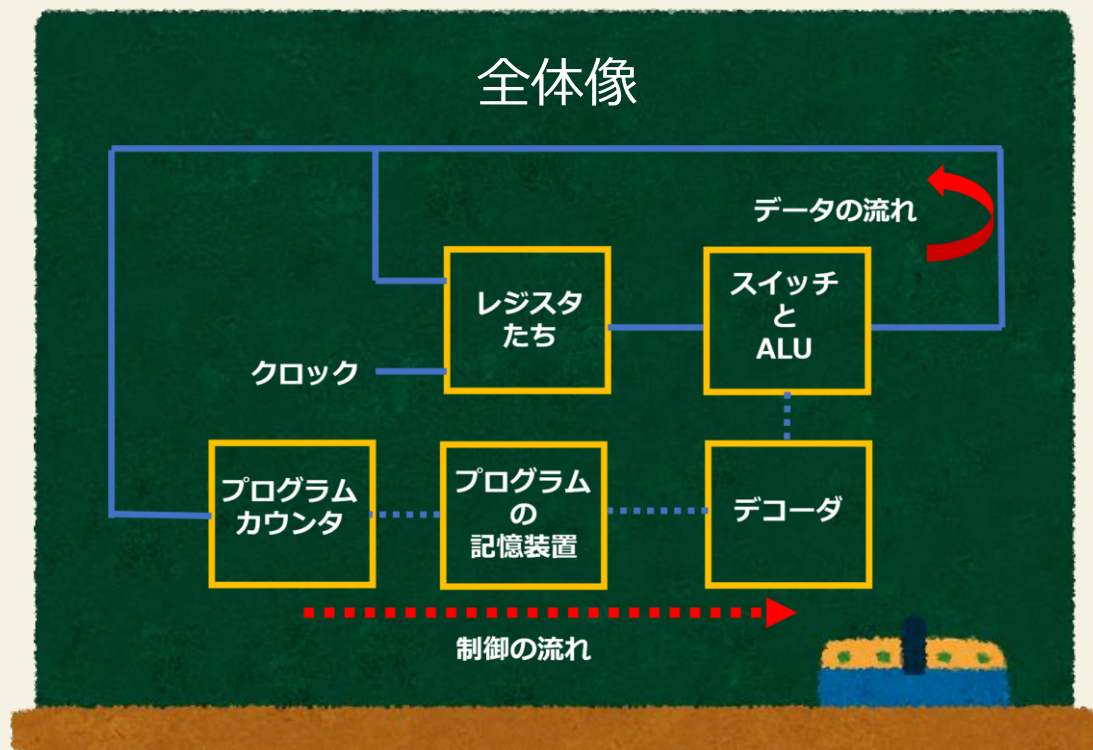 全体像
データの流れ
レジスタ
たち
スイッチ
と
ALU
クロック
プログラム
カウンタ
プログラム
の
記憶装置
デコーダ
制御の流れ